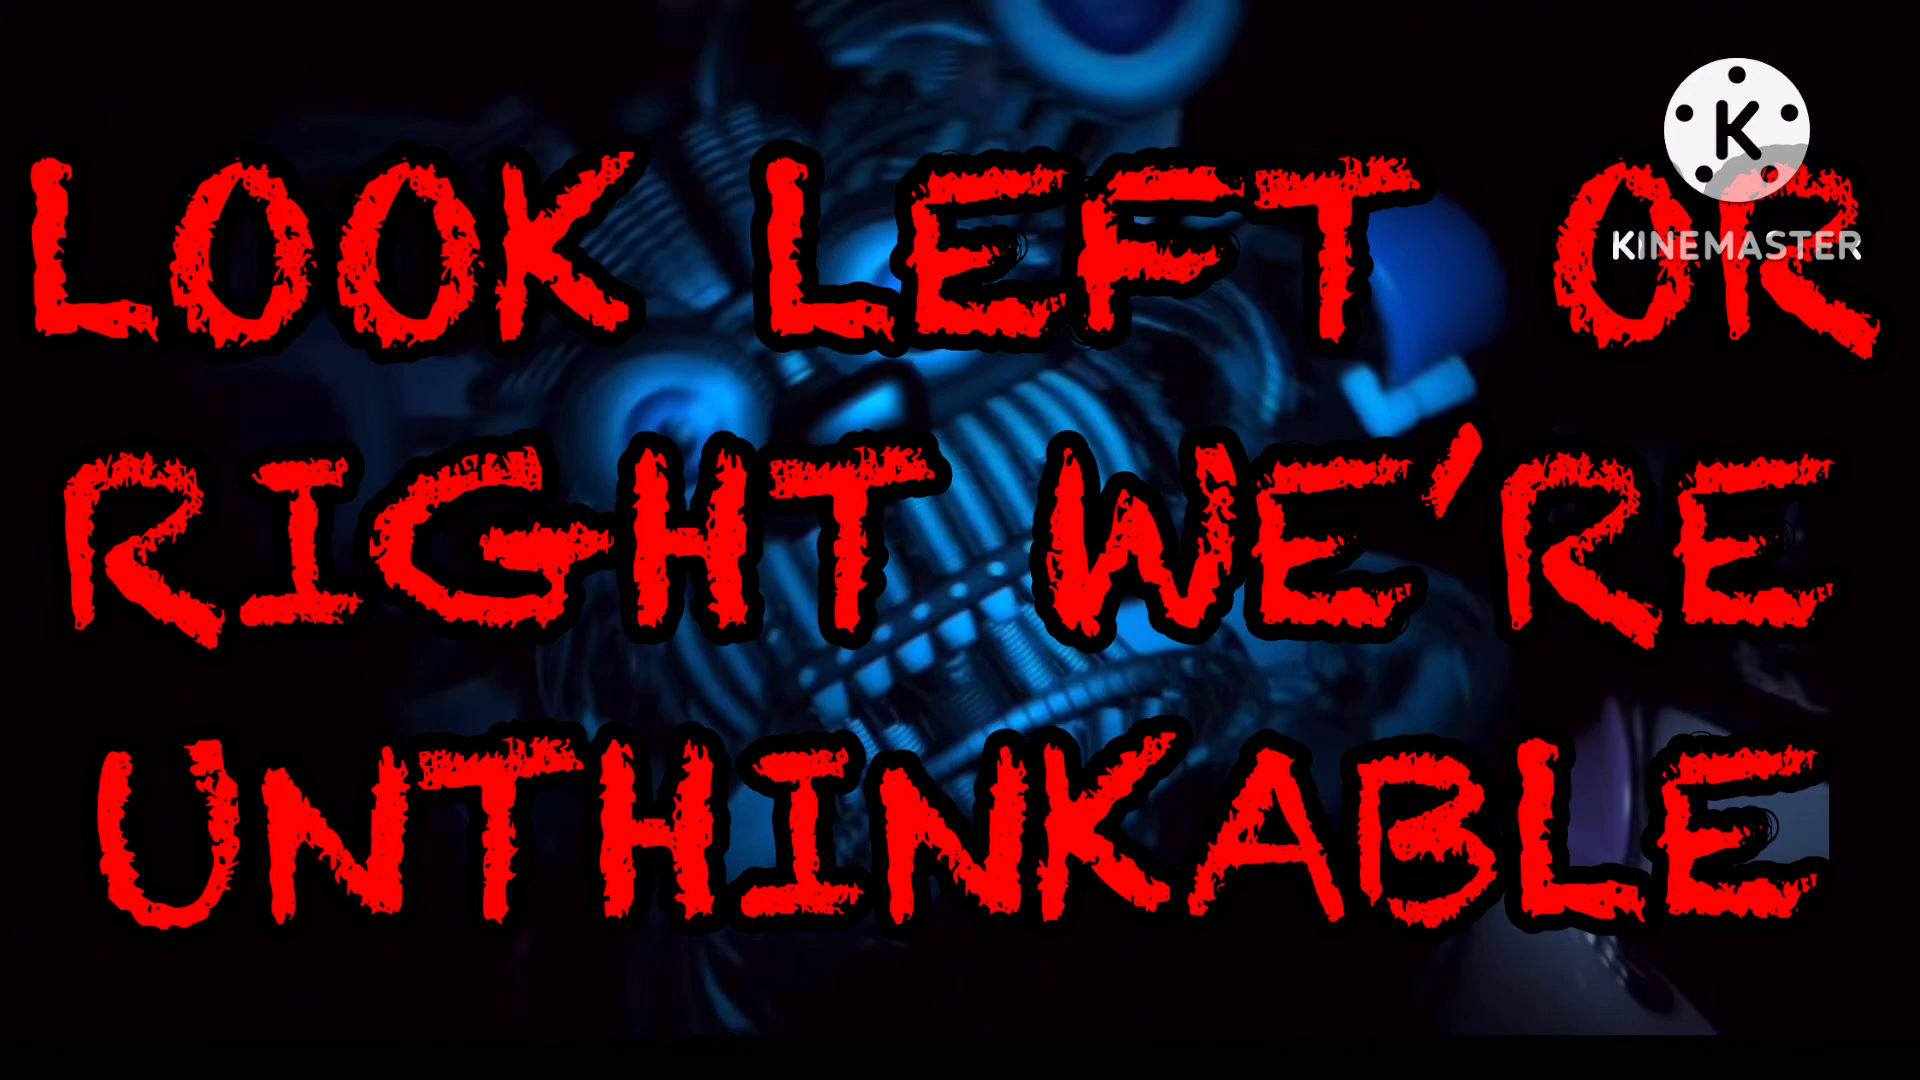 K
KINEMASTER
LOOK LEFT OR
RIGHT WE'RE
UNTHINKABLE